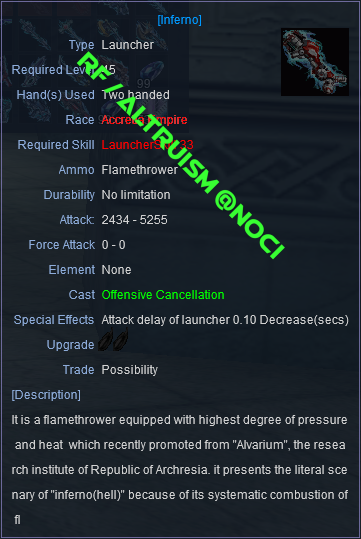 [Inferno]
Type Launcher
Required Level 45
Hand(s) Used Two handed
99
Race Accretia Empire
Required Skill
Ammo Flamethrower
Durability No limitation
Attack: 2434 - 5255
Force Attack 0 - 0
Element None
Cast Offensive Cancellation
Special Effects Attack delay of launcher 0.10 Decrease(secs)
Upgrade
Trade Possibility
[Description]
It is a flamethrower equipped with highest degree of pressure
and heat which recently promoted from "Alvarium", the resea
rch institute of Republic of Archresia. it presents the literal sce
nary of "inferno(hell)" because of its systematic combustion of
fl
RF / ALTRUISM @NOCI